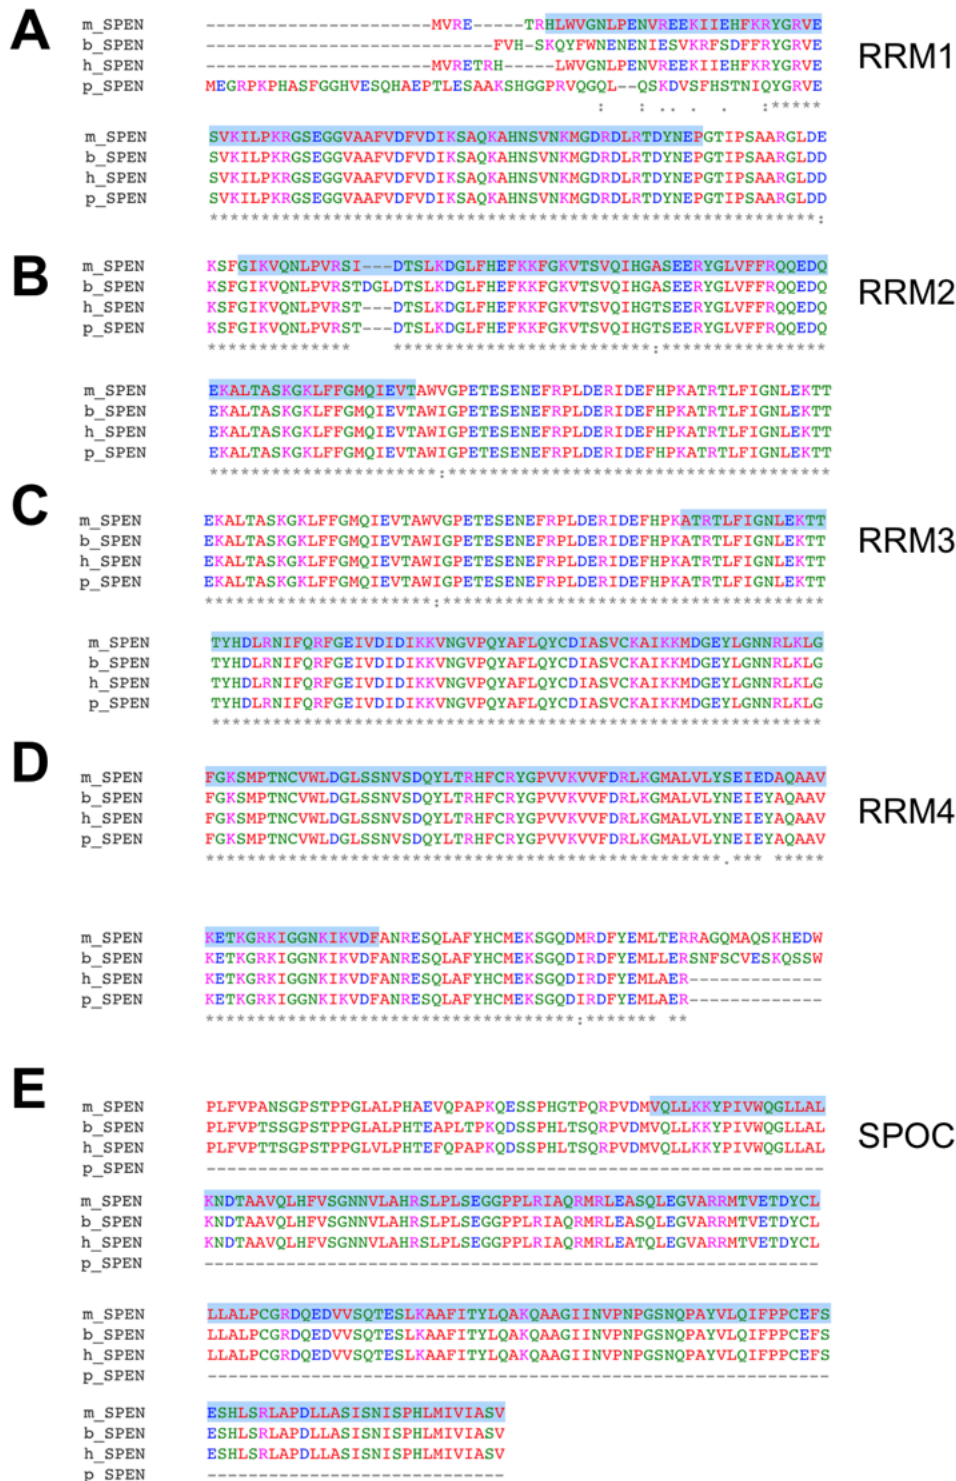 A
RRM1
m_SPEN ----------------------MVRE-----TRHLWVGNLPENVREEKIIEHFKRYGRVE
b_SPEN ----------------------------FVH-SKQYFWNENENIESVKRFSDFFRYGRVE
h_SPEN ----------------------MVRETRH-----LWVGNLPENVREEKIIEHFKRYGRVE
p_SPEN MEGRPKPHASFGGHVESQHAEPTLESAAKSHGGPRVQGQL--QSKDVSFHSTNIQYGRVE
: : .. . . :*****
m_SPEN SVKILPKRGSEGGVAAFVDFVDIKSAQKAHNSVNKMGDRDLRTDYNEPGTIPSAARGLDE
b_SPEN SVKILPKRGSEGGVAAFVDFVDIKSAQKAHNSVNKMGDRDLRTDYNEPGTIPSAARGLDD
h_SPEN SVKILPKRGSEGGVAAFVDFVDIKSAQKAHNSVNKMGDRDLRTDYNEPGTIPSAARGLDD
p_SPEN SVKILPKRGSEGGVAAFVDFVDIKSAQKAHNSVNKMGDRDLRTDYNEPGTIPSAARGLDD
***********************************************************:
B
RRM2
m_SPEN KSFGIKVQNLPVRSI---DTSLKDGLFHEFKKFGKVTSVQIHGASEERYGLVFFRQQEDQ
b_SPEN KSFGIKVQNLPVRSTDGLDTSLKDGLFHEFKKFGKVTSVQIHGASEERYGLVFFRQQEDQ
h_SPEN KSFGIKVQNLPVRST---DTSLKDGLFHEFKKFGKVTSVQIHGTSEERYGLVFFRQQEDQ
p_SPEN KSFGIKVQNLPVRST---DTSLKDGLFHEFKKFGKVTSVQIHGTSEERYGLVFFRQQEDQ
************** *************************:****************
m_SPEN EKALTASKGKLFFGMQIEVTAWVGPETESENEFRPLDERIDEFHPKATRTLFIGNLEKTT
b_SPEN EKALTASKGKLFFGMQIEVTAWIGPETESENEFRPLDERIDEFHPKATRTLFIGNLEKTT
h_SPEN EKALTASKGKLFFGMQIEVTAWIGPETESENEFRPLDERIDEFHPKATRTLFIGNLEKTT
p_SPEN EKALTASKGKLFFGMQIEVTAWIGPETESENEFRPLDERIDEFHPKATRTLFIGNLEKTT
**********************:*************************************
C
RRM3
m_SPEN EKALTASKGKLFFGMQIEVTAWVGPETESENEFRPLDERIDEFHPKATRTLFIGNLEKTT
b_SPEN EKALTASKGKLFFGMQIEVTAWIGPETESENEFRPLDERIDEFHPKATRTLFIGNLEKTT
h_SPEN EKALTASKGKLFFGMQIEVTAWIGPETESENEFRPLDERIDEFHPKATRTLFIGNLEKTT
p_SPEN EKALTASKGKLFFGMQIEVTAWIGPETESENEFRPLDERIDEFHPKATRTLFIGNLEKTT
**********************:*************************************
m_SPEN TYHDLRNIFQRFGEIVDIDIKKVNGVPQYAFLQYCDIASVCKAIKKMDGEYLGNNRLKLG
b_SPEN TYHDLRNIFQRFGEIVDIDIKKVNGVPQYAFLQYCDIASVCKAIKKMDGEYLGNNRLKLG
h_SPEN TYHDLRNIFQRFGEIVDIDIKKVNGVPQYAFLQYCDIASVCKAIKKMDGEYLGNNRLKLG
p_SPEN TYHDLRNIFQRFGEIVDIDIKKVNGVPQYAFLQYCDIASVCKAIKKMDGEYLGNNRLKLG
************************************************************
D
RRM4
m_SPEN FGKSMPTNCVWLDGLSSNVSDQYLTRHFCRYGPVVKVVFDRLKGMALVLYSEIEDAQAAV
b_SPEN FGKSMPTNCVWLDGLSSNVSDQYLTRHFCRYGPVVKVVFDRLKGMALVLYNEIEYAQAAV
h_SPEN FGKSMPTNCVWLDGLSSNVSDQYLTRHFCRYGPVVKVVFDRLKGMALVLYNEIEYAQAAV
p_SPEN FGKSMPTNCVWLDGLSSNVSDQYLTRHFCRYGPVVKVVFDRLKGMALVLYNEIEYAQAAV
**************************************************.*** *****
m_SPEN KETKGRKIGGNKIKVDFANRESQLAFYHCMEKSGQDMRDFYEMLTERRAGQMAQSKHEDW
b_SPEN KETKGRKIGGNKIKVDFANRESQLAFYHCMEKSGQDIRDFYEMLLERSNFSCVESKQSSW
h_SPEN KETKGRKIGGNKIKVDFANRESQLAFYHCMEKSGQDIRDFYEMLAER-------------
p_SPEN KETKGRKIGGNKIKVDFANRESQLAFYHCMEKSGQDIRDFYEMLAER-------------
************************************:******* **
E
SPOC
m_SPEN PLFVPANSGPSTPPGLALPHAEVQPAPKQESSPHGTPQRPVDMVQLLKKYPIVWQGLLAL
b_SPEN PLFVPTSSGPSTPPGLALPHTEAPLTPKQDSSPHLTSQRPVDMVQLLKKYPIVWQGLLAL
h_SPEN PLFVPTTSGPSTPPGLVLPHTEFQPAPKQDSSPHLTSQRPVDMVQLLKKYPIVWQGLLAL
p_SPEN ------------------------------------------------------------
m_SPEN KNDTAAVQLHFVSGNNVLAHRSLPLSEGGPPLRIAQRMRLEASQLEGVARRMTVETDYCL
b_SPEN KNDTAAVQLHFVSGNNVLAHRSLPLSEGGPPLRIAQRMRLEASQLEGVARRMTVETDYCL
h_SPEN KNDTAAVQLHFVSGNNVLAHRSLPLSEGGPPLRIAQRMRLEATQLEGVARRMTVETDYCL
p_SPEN ------------------------------------------------------------
m_SPEN LLALPCGRDQEDVVSQTESLKAAFITYLQAKQAAGIINVPNPGSNQPAYVLQIFPPCEFS
b_SPEN LLALPCGRDQEDVVSQTESLKAAFITYLQAKQAAGIINVPNPGSNQPAYVLQIFPPCEFS
h_SPEN LLALPCGRDQEDVVSQTESLKAAFITYLQAKQAAGIINVPNPGSNQPAYVLQIFPPCEFS
p_SPEN ------------------------------------------------------------
m_SPEN ESHLSRLAPDLLASISNISPHLMIVIASV
b_SPEN ESHLSRLAPDLLASISNISPHLMIVIASV
h_SPEN ESHLSRLAPDLLASISNISPHLMIVIASV
p_SPEN -----------------------------